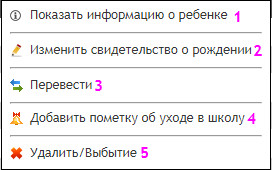 Показать информацию о ребенке 1
Изменить свидетельство о рождении 2
Перевести 3
Добавить пометку об уходе в школу 4
Удалить/Выбытие 5